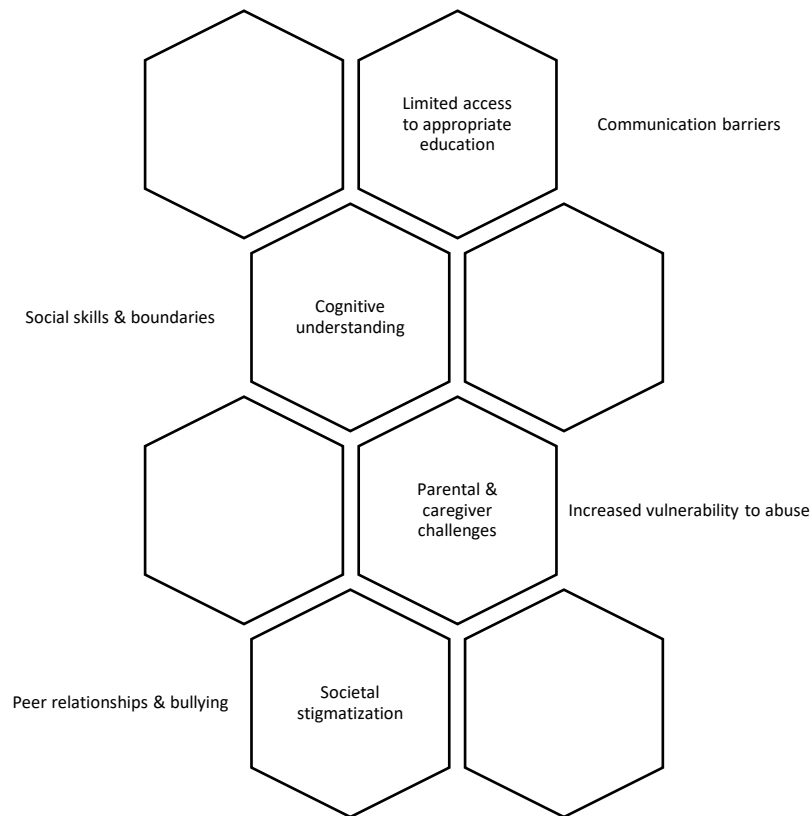 Limited access
to appropriate
education
Communication barriers
Social skills & boundaries
Cognitive
understanding
Parental &
caregiver
challenges
Increased vulnerability to abuse
Peer relationships & bullying
Societal
stigmatization